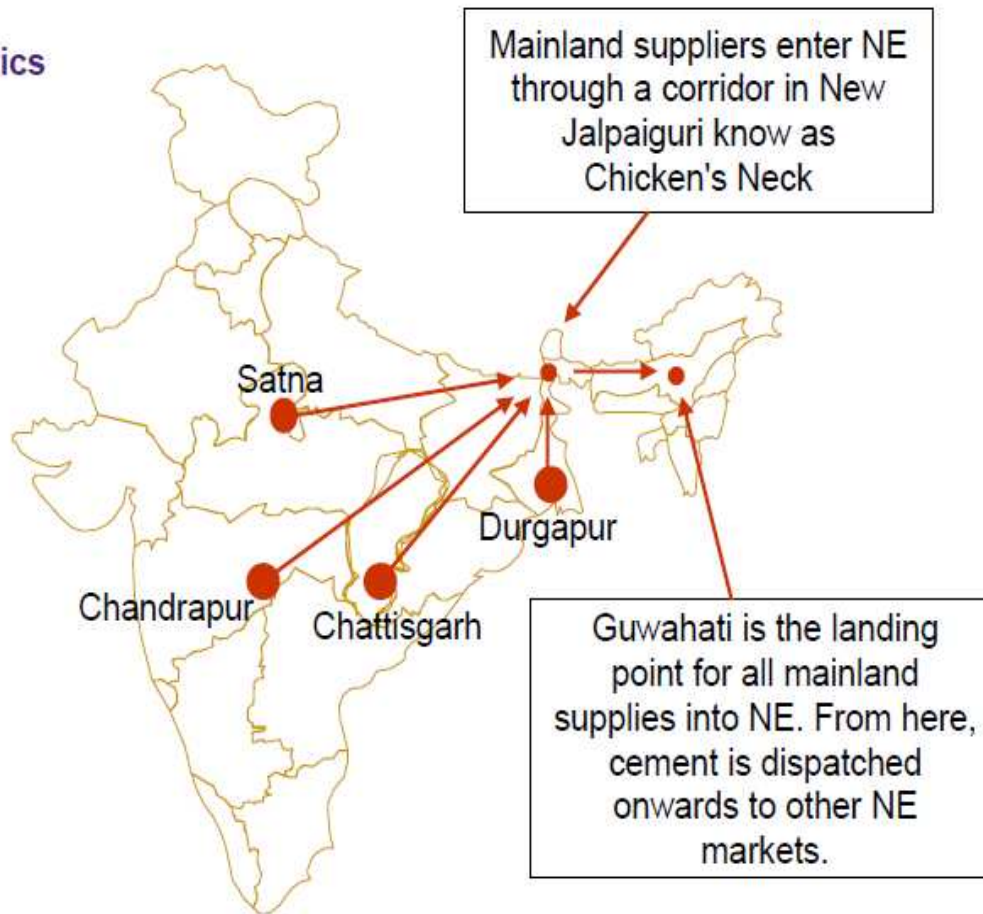 ics
Mainland suppliers enter NE
through a corridor in New
Jalpaiguri know as
Chicken's Neck
Satna
Durgapur
Chandrapur
Chattisgarh
Guwahati is the landing
point for all mainland
supplies into NE. From here,
cement is dispatched
onwards to other NE
markets.